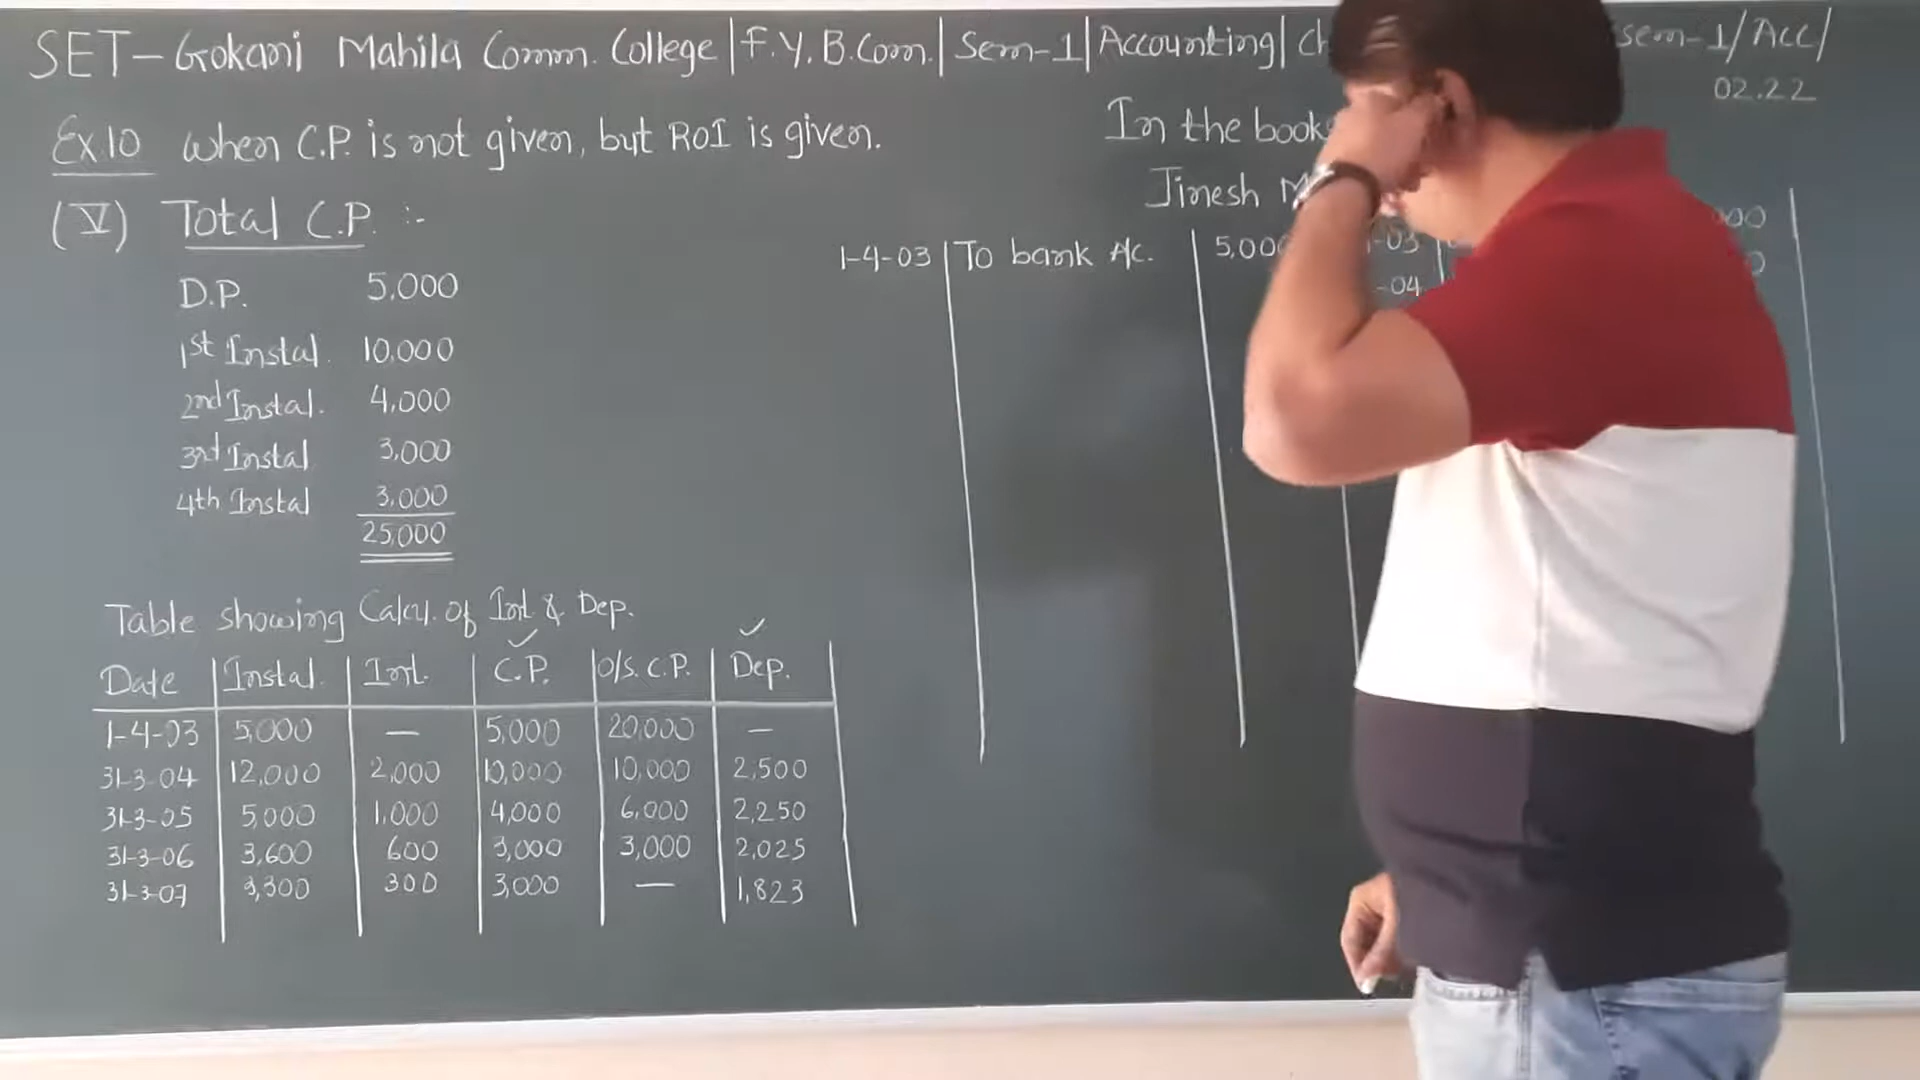 SET-Gokani Mahila Comm. College | F.Y. B.Com. | Sem-1 | Accounting | Ch sem-1/Acc/
02.22
Ex.10 When C.P. is not given, but RoI is given.
(V) Total C.P. :-
D.P. 5,000
1st Instal. 10,000
2nd Instal. 4,000
3rd Instal 3,000
4th Instal 3,000
25,000
Table showing Calcu. of Int & Dep.
Date Instal. Int. C.P. O/s. C.P. Dep.
1-4-03 5,000 — 5,000 20,000 —
31-3-04 12,000 2,000 10,000 10,000 2,500
31-3-05 5,000 1,000 4,000 6,000 2,250
31-3-06 3,600 600 3,000 3,000 2,025
31-3-07 3,300 300 3,000 — 1,823
In the books
Jinesh M
1-4-03 To bank A/c. 5,000 -03
-04